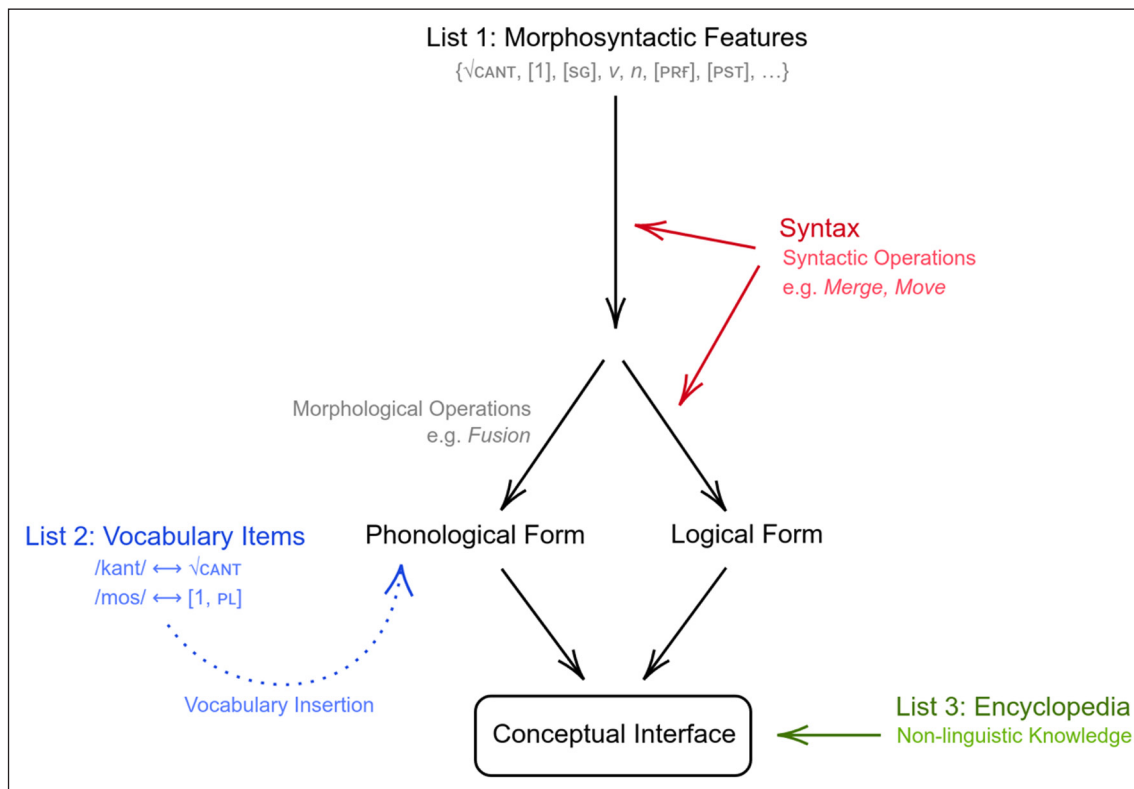 List 1: Morphosyntactic Features
{√CANT, [1], [SG], v, n, [PRF], [PST], …}
Syntax
Syntactic Operations
e.g. Merge, Move
Morphological Operations
e.g. Fusion
List 2: Vocabulary Items
/kant/ ⟷ √CANT
/mos/ ⟷ [1, PL]
Phonological Form
Logical Form
Vocabulary Insertion
Conceptual Interface
List 3: Encyclopedia
Non-linguistic Knowledge